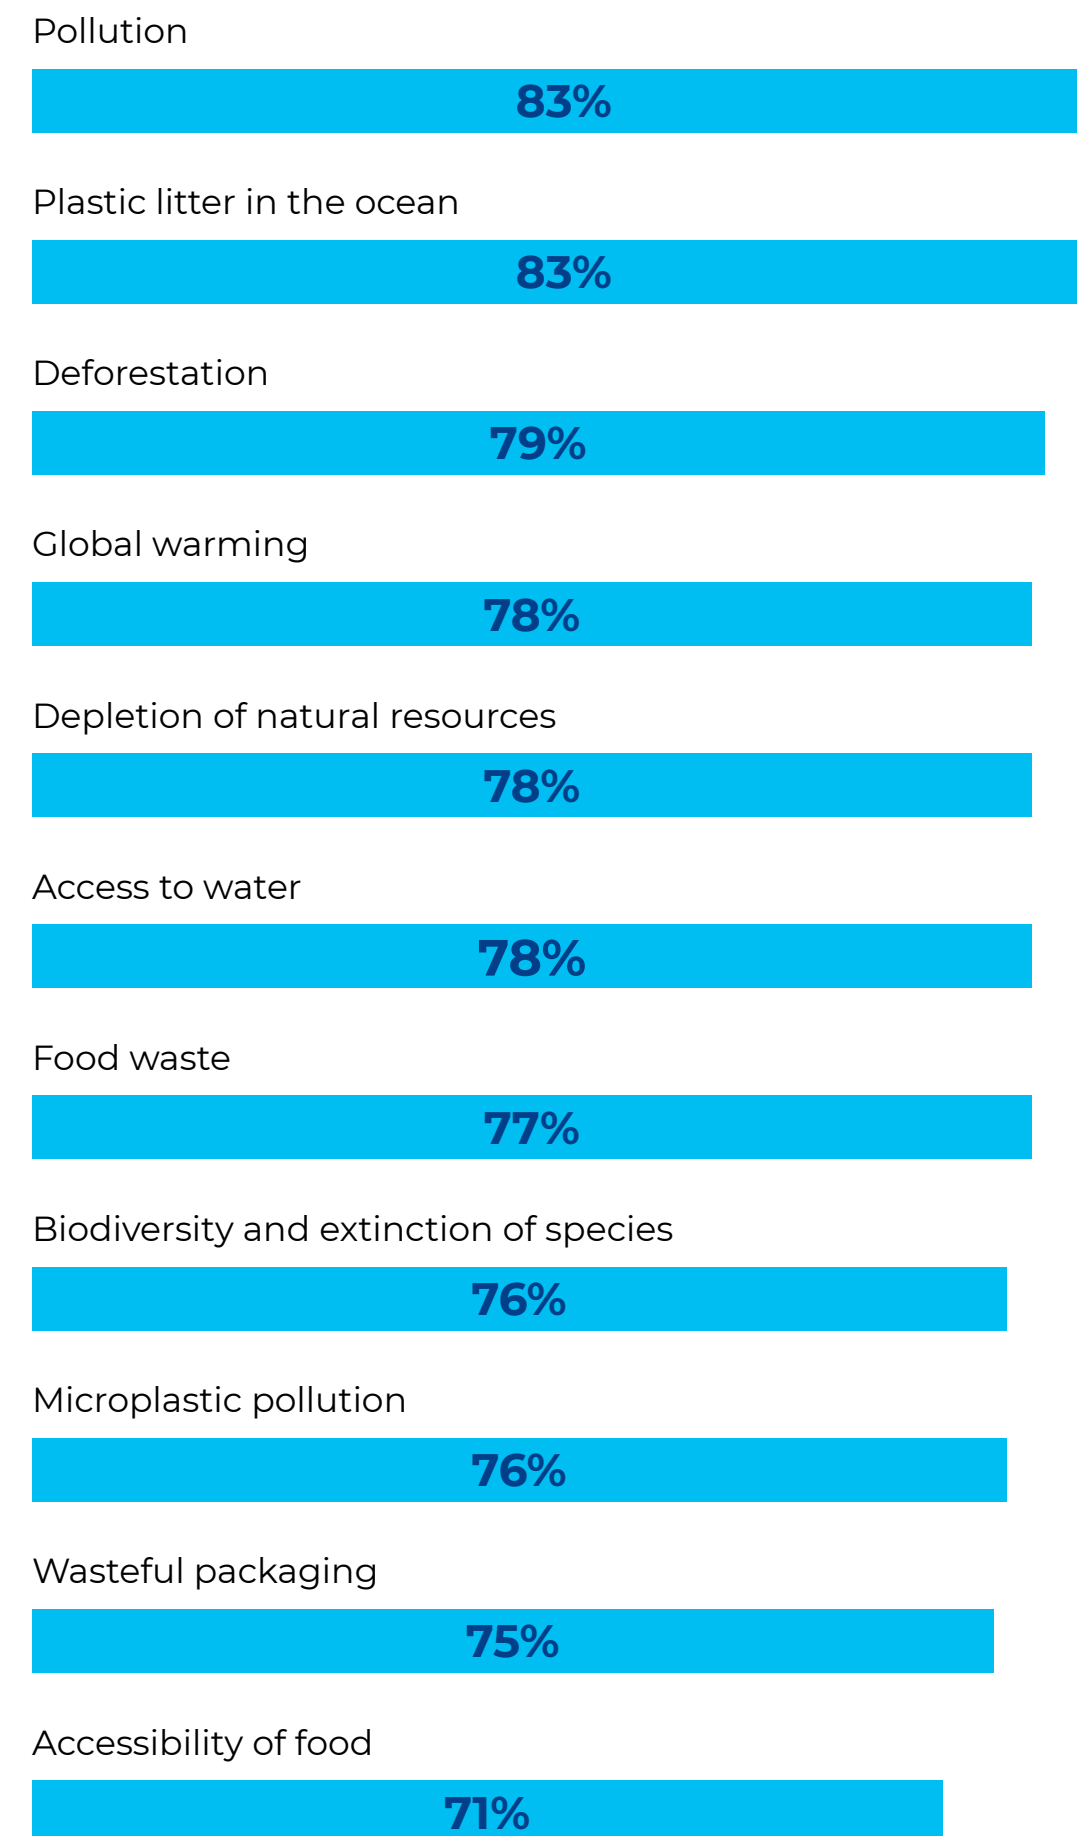 Pollution
83%
Plastic litter in the ocean
83%
Deforestation
79%
Global warming
78%
Depletion of natural resources
78%
Access to water
78%
Food waste
77%
Biodiversity and extinction of species
76%
Microplastic pollution
76%
Wasteful packaging
75%
Accessibility of food
71%